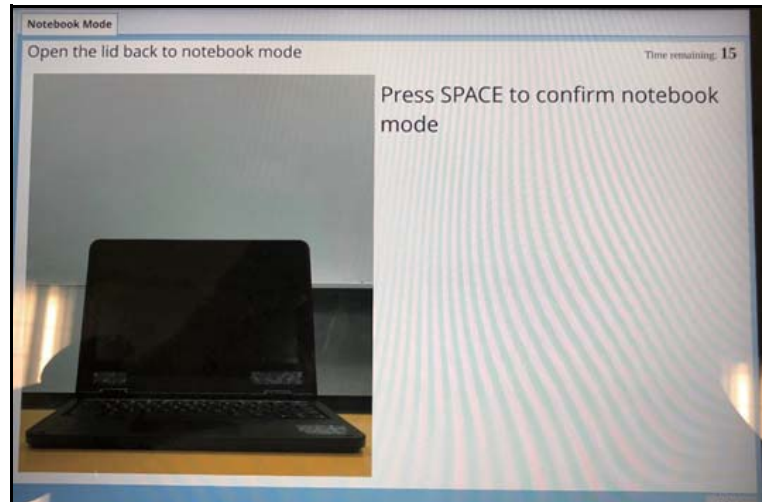 Notebook Mode
Open the lid back to notebook mode
Time remaining: 15
Press SPACE to confirm notebook
mode